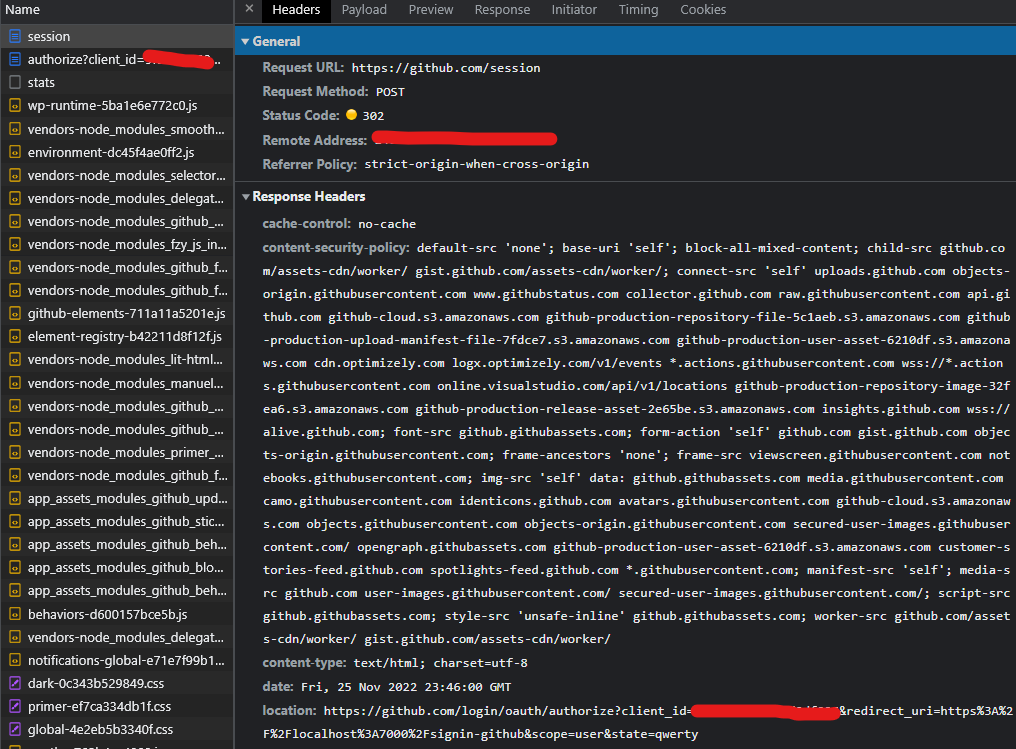 Name
session
authorize?client_id=
stats
wp-runtime-5ba1e6e772c0.js
vendors-node_modules_smooth...
environment-dc45f4ae0ff2.js
vendors-node_modules_selector...
vendors-node_modules_delegat...
vendors-node_modules_github_...
vendors-node_modules_fzy_js_in...
vendors-node_modules_github_f...
vendors-node_modules_github_f...
github-elements-711a11a5201e.js
element-registry-b42211d8f12f.js
vendors-node_modules_lit-html...
vendors-node_modules_manuel...
vendors-node_modules_github_...
vendors-node_modules_github_...
vendors-node_modules_primer_...
vendors-node_modules_github_f...
app_assets_modules_github_upd...
app_assets_modules_github_stic...
app_assets_modules_github_beh...
app_assets_modules_github_blo...
app_assets_modules_github_beh...
behaviors-d600157bce5b.js
vendors-node_modules_delegat...
notifications-global-e71e7f99b1...
dark-0c343b529849.css
primer-ef7ca334db1f.css
global-4e2eb5b3340f.css
Headers Payload Preview Response Initiator Timing Cookies
General
Request URL: https://github.com/session
Request Method: POST
Status Code: 302
Remote Address:
Referrer Policy: strict-origin-when-cross-origin
Response Headers
cache-control: no-cache
content-security-policy: default-src 'none'; base-uri 'self'; block-all-mixed-content; child-src github.co
m/assets-cdn/worker/ gist.github.com/assets-cdn/worker/; connect-src 'self' uploads.github.com objects-
origin.githubusercontent.com www.githubstatus.com collector.github.com raw.githubusercontent.com api.gi
thub.com github-cloud.s3.amazonaws.com github-production-repository-file-5c1aeb.s3.amazonaws.com github
-production-upload-manifest-file-7fdce7.s3.amazonaws.com github-production-user-asset-6210df.s3.amazona
ws.com cdn.optimizely.com logx.optimizely.com/v1/events *.actions.githubusercontent.com wss://*.action
s.githubusercontent.com online.visualstudio.com/api/v1/locations github-production-repository-image-32f
ea6.s3.amazonaws.com github-production-release-asset-2e65be.s3.amazonaws.com insights.github.com wss://
alive.github.com; font-src github.githubassets.com; form-action 'self' github.com gist.github.com objec
ts-origin.githubusercontent.com; frame-ancestors 'none'; frame-src viewscreen.githubusercontent.com not
ebooks.githubusercontent.com; img-src 'self' data: github.githubassets.com media.githubusercontent.com
camo.githubusercontent.com identicons.github.com avatars.githubusercontent.com github-cloud.s3.amazonaw
s.com objects.githubusercontent.com objects-origin.githubusercontent.com secured-user-images.githubuser
content.com/ opengraph.githubassets.com github-production-user-asset-6210df.s3.amazonaws.com customer-s
tories-feed.github.com spotlights-feed.github.com *.githubusercontent.com; manifest-src 'self'; media-s
rc github.com user-images.githubusercontent.com/ secured-user-images.githubusercontent.com/; script-src
github.githubassets.com; style-src 'unsafe-inline' github.githubassets.com; worker-src github.com/asset
s-cdn/worker/ gist.github.com/assets-cdn/worker/
content-type: text/html; charset=utf-8
date: Fri, 25 Nov 2022 23:46:00 GMT
location: https://github.com/login/oauth/authorize?client_id= &redirect_uri=https%3A%2
F%2Flocalhost%3A7000%2Fsignin-github&scope=user&state=qwerty